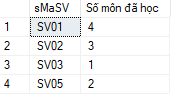 sMaSV Số môn đã học
1 SV01 4
2 SV02 3
3 SV03 1
4 SV05 2